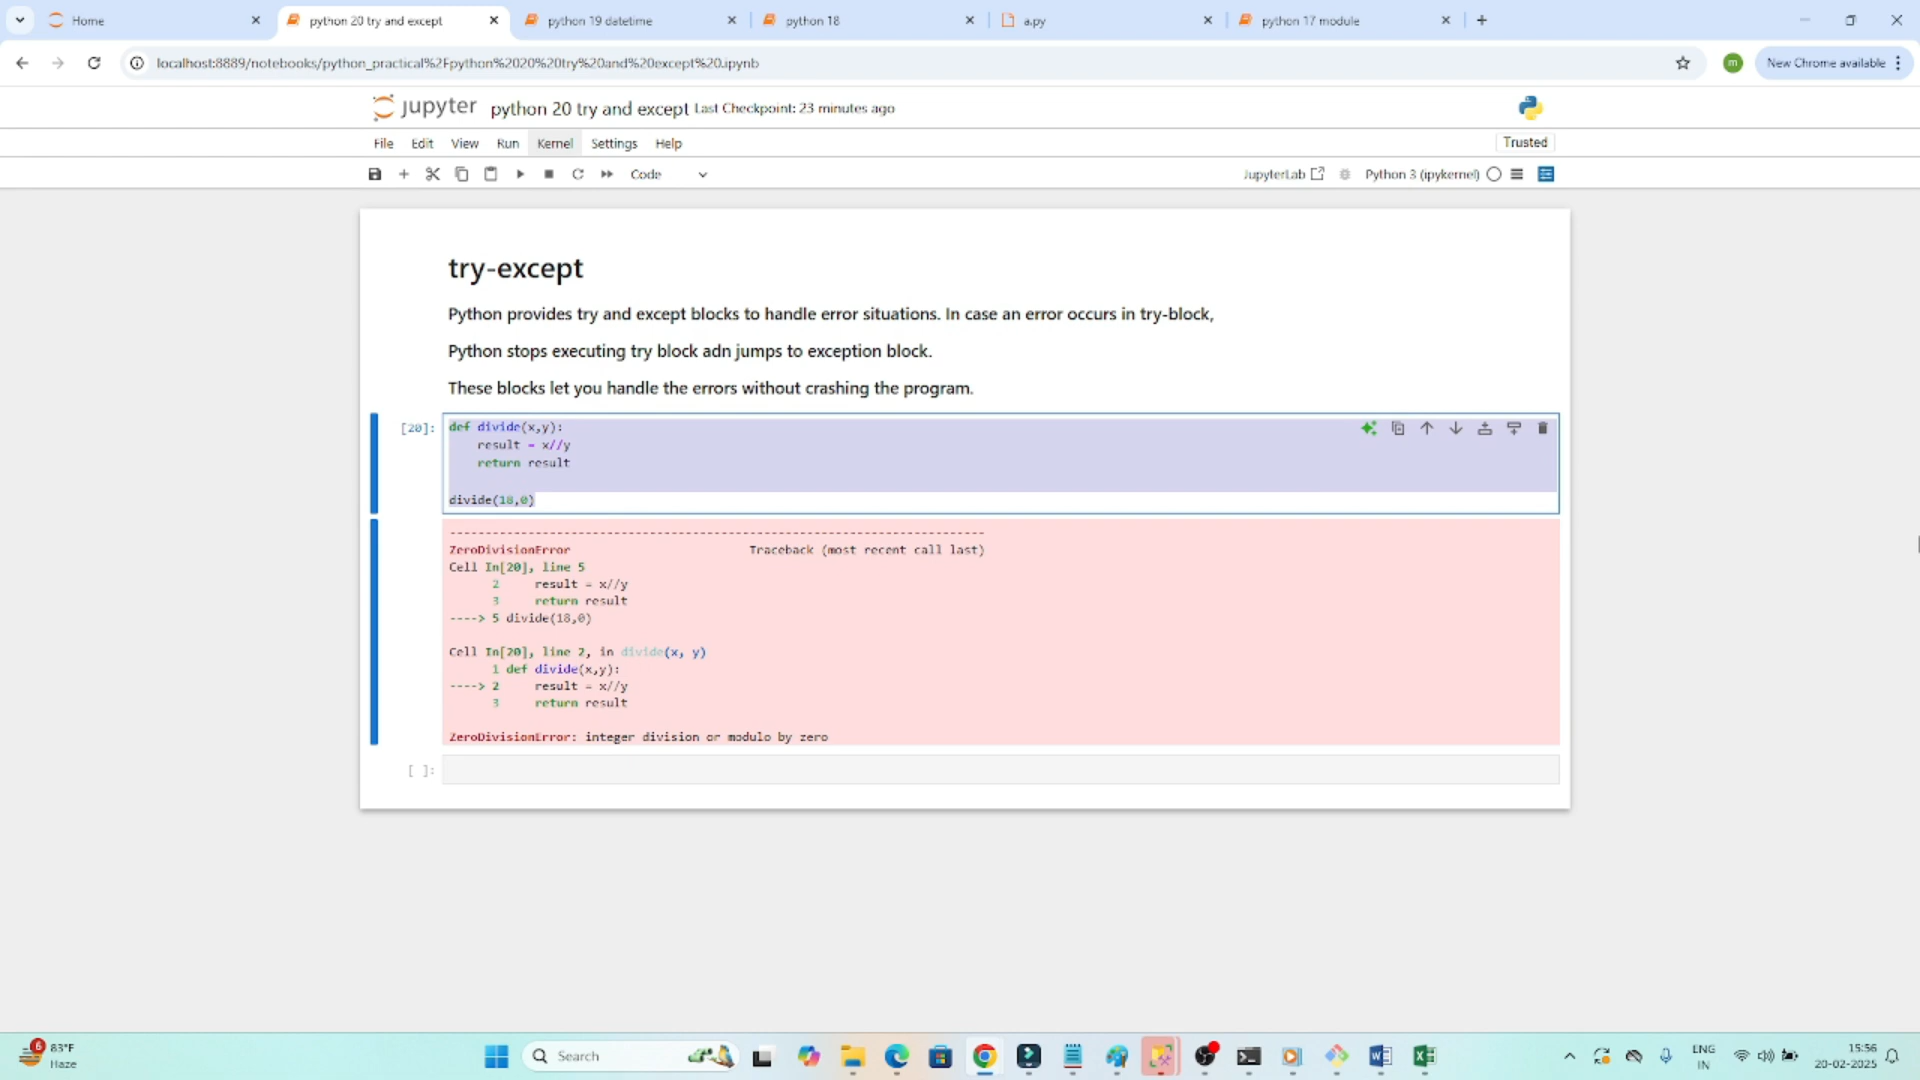 Home
python 20 try and except
python 19 datetime
python 18
a.py
python 17 module
localhost:8889/notebooks/python_practical%2Fpython%2020%20try%20and%20except%20.ipynb
m
New Chrome available
jupyter python 20 try and except Last Checkpoint: 23 minutes ago
File Edit View Run Kernel Settings Help
Trusted
Code
JupyterLab
Python 3 (ipykernel)
try-except
Python provides try and except blocks to handle error situations. In case an error occurs in try-block,
Python stops executing try block adn jumps to exception block.
These blocks let you handle the errors without crashing the program.
[20]: def divide(x,y):
result = x//y
return result
divide(18,0)
---------------------------------------------------------------------------
ZeroDivisionError Traceback (most recent call last)
Cell In[20], line 5
2 result = x//y
3 return result
----> 5 divide(18,0)
Cell In[20], line 2, in divide(x, y)
1 def divide(x,y):
----> 2 result = x//y
3 return result
ZeroDivisionError: integer division or modulo by zero
[ ]:
6
83°F
Haze
Search
ENG
IN
15:56
20-02-2025